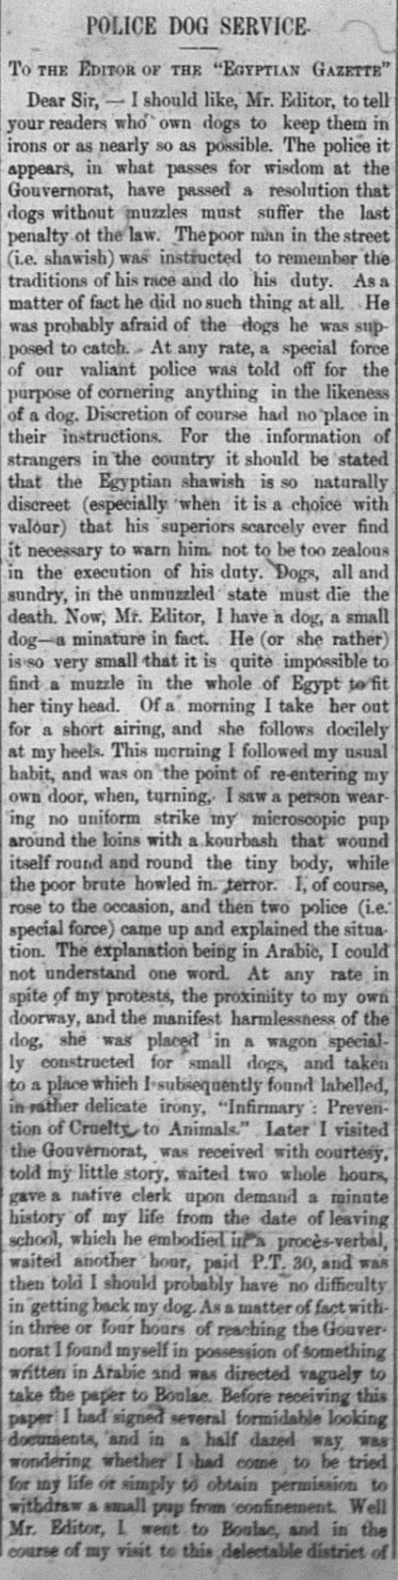 POLICE DOG SERVICE.
TO THE EDITOR OF THE "EGYPTIAN GAZETTE"
Dear Sir, — I should like, Mr. Editor, to tell
your readers who own dogs to keep them in
irons or as nearly so as possible. The police it
appears, in what passes for wisdom at the
Gouvernorat, have passed a resolution that
dogs without muzzles must suffer the last
penalty ot the law. The poor man in the street
(i.e. shawish) was instructed to remember the
traditions of his race and do his duty. As a
matter of fact he did no such thing at all. He
was probably afraid of the dogs he was sup-
posed to catch. At any rate, a special force
of our valiant police was told off for the
purpose of cornering anything in the likeness
of a dog. Discretion of course had no place in
their instructions. For the information of
strangers in the country it should be stated
that the Egyptian shawish is so naturally
discreet (especially when it is a choice with
valour) that his superiors scarcely ever find
it necessary to warn him not to be too zealous
in the execution of his duty. Dogs, all and
sundry, in the unmuzzled state must die the
death. Now, Mr. Editor, I have a dog, a small
dog—a minature in fact. He (or she rather)
is so very small that it is quite impossible to
find a muzzle in the whole of Egypt to fit
her tiny head. Of a morning I take her out
for a short airing, and she follows docilely
at my heels. This morning I followed my usual
habit, and was on the point of re-entering my
own door, when, turning, I saw a person wear-
ing no uniform strike my microscopic pup
around the loins with a kourbash that wound
itself round and round the tiny body, while
the poor brute howled in terror. I, of course,
rose to the occasion, and then two police (i.e.
special force) came up and explained the situa-
tion. The explanation being in Arabic, I could
not understand one word. At any rate in
spite of my protests, the proximity to my own
doorway, and the manifest harmlessness of the
dog, she was placed in a wagon special-
ly constructed for small dogs, and taken
to a place which I subsequently found labelled,
in rather delicate irony, "Infirmary : Preven-
tion of Cruelty to Animals." Later I visited
the Gouvernorat, was received with courtesy,
told my little story, waited two whole hours,
gave a native clerk upon demand a minute
history of my life from the date of leaving
school, which he embodied in a procès-verbal,
waited another hour, paid P.T. 30, and was
then told I should probably have no difficulty
in getting back my dog. As a matter of fact with-
in three or four hours of reaching the Gouver-
norat I found myself in possession of something
written in Arabic and was directed vaguely to
take the paper to Boulac. Before receiving this
paper I had signed several formidable looking
documents, and in a half dazed way was
wondering whether I had come to be tried
for my life or simply to obtain permission to
withdraw a small pup from confinement. Well
Mr. Editor, I went to Boulac, and in the
course of my visit to this delectable district of